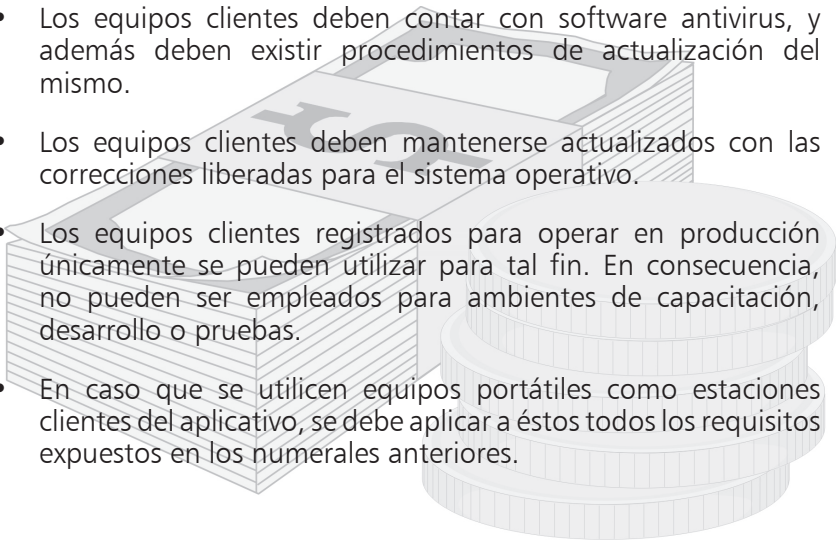 • Los equipos clientes deben contar con software antivirus, y
además deben existir procedimientos de actualización del
mismo.
• Los equipos clientes deben mantenerse actualizados con las
correcciones liberadas para el sistema operativo.
• Los equipos clientes registrados para operar en producción
únicamente se pueden utilizar para tal fin. En consecuencia,
no pueden ser empleados para ambientes de capacitación,
desarrollo o pruebas.
• En caso que se utilicen equipos portátiles como estaciones
clientes del aplicativo, se debe aplicar a éstos todos los requisitos
expuestos en los numerales anteriores.